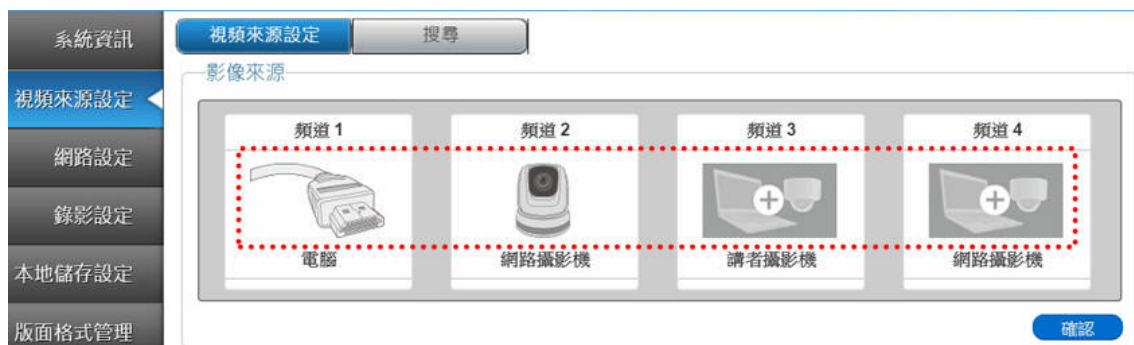 系統資訊
視頻來源設定
網路設定
錄影設定
本地儲存設定
版面格式管理
視頻來源設定
搜尋
影像來源
頻道 1
頻道 2
頻道 3
頻道 4
電腦
網路攝影機
講者攝影機
網路攝影機
確認